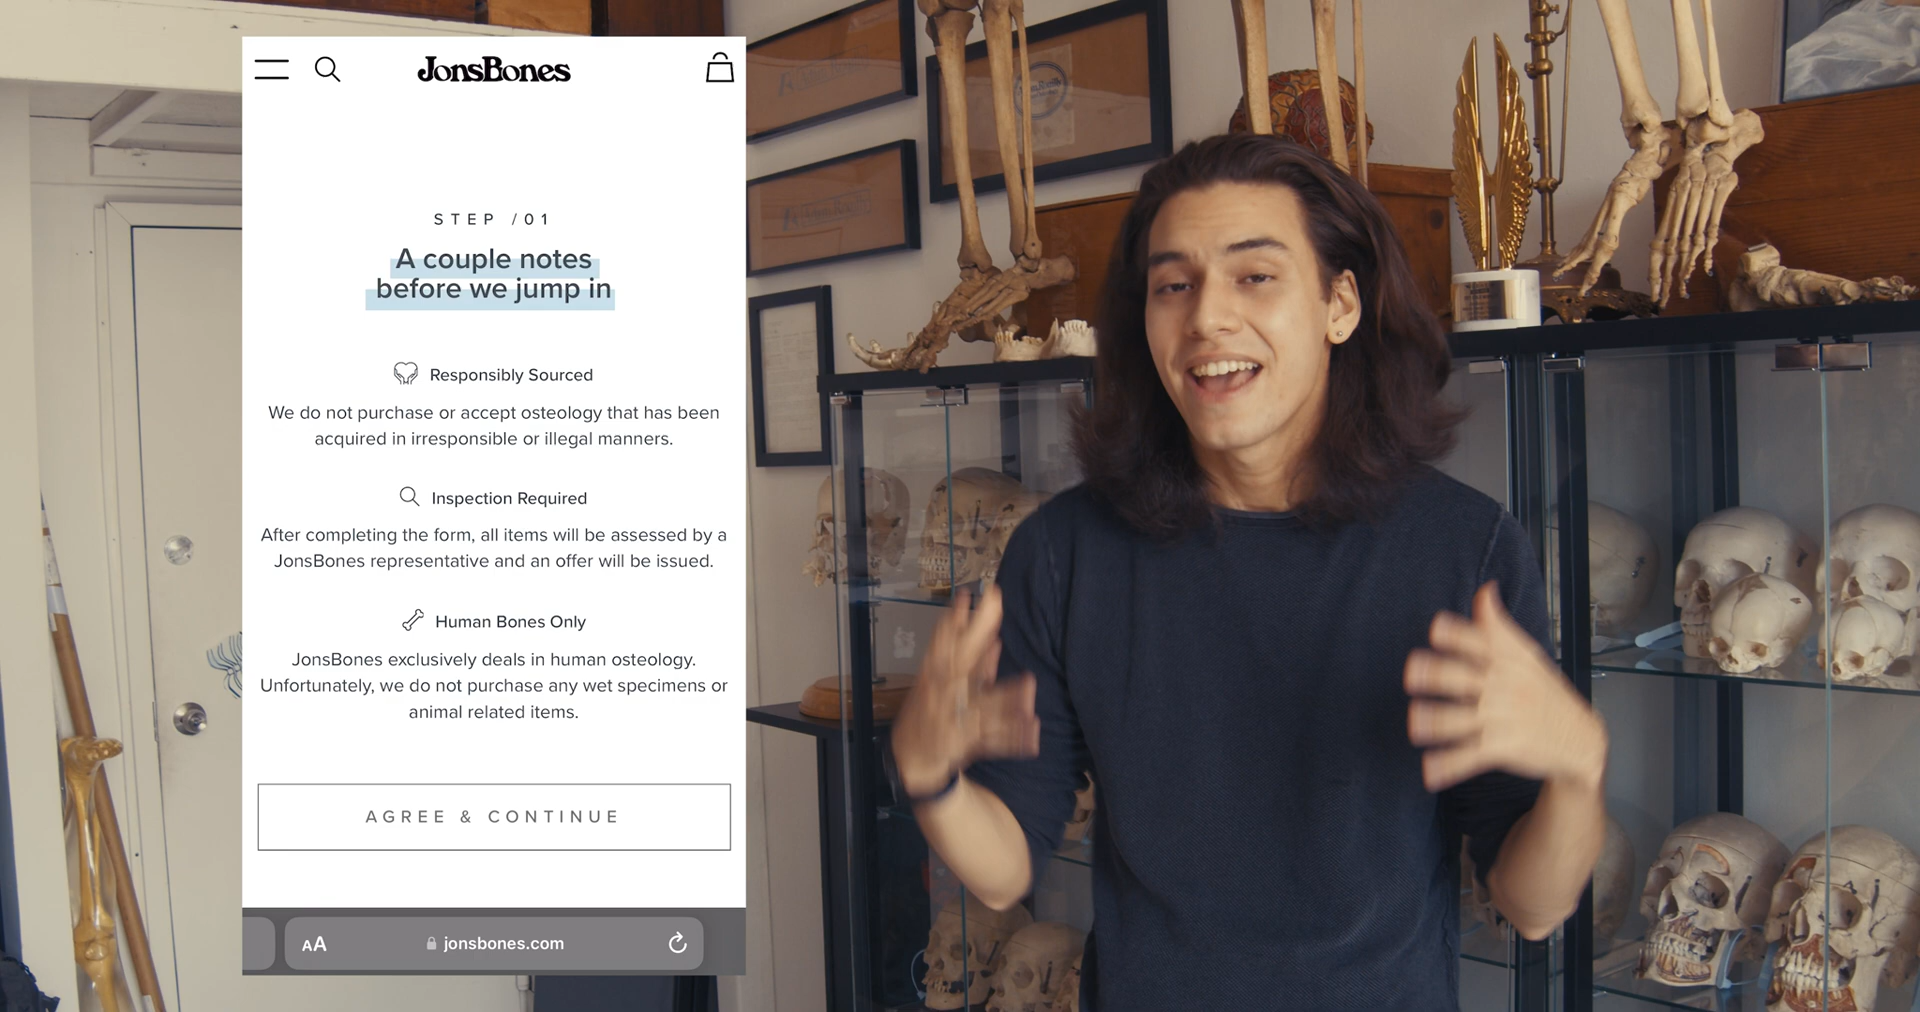 JonsBones
STEP /01
A couple notes
before we jump in
Responsibly Sourced
We do not purchase or accept osteology that has been
acquired in irresponsible or illegal manners.
Inspection Required
After completing the form, all items will be assessed by a
JonsBones representative and an offer will be issued.
Human Bones Only
JonsBones exclusively deals in human osteology.
Unfortunately, we do not purchase any wet specimens or
animal related items.
AGREE & CONTINUE
AA
jonsbones.com